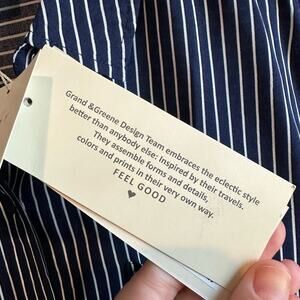 Grand &Greene Design Team embraces the eclectic style
better than anybody else: Inspired by their travels.
They assemble forms and details,
colors and prints in their very own way.
FEEL GOOD